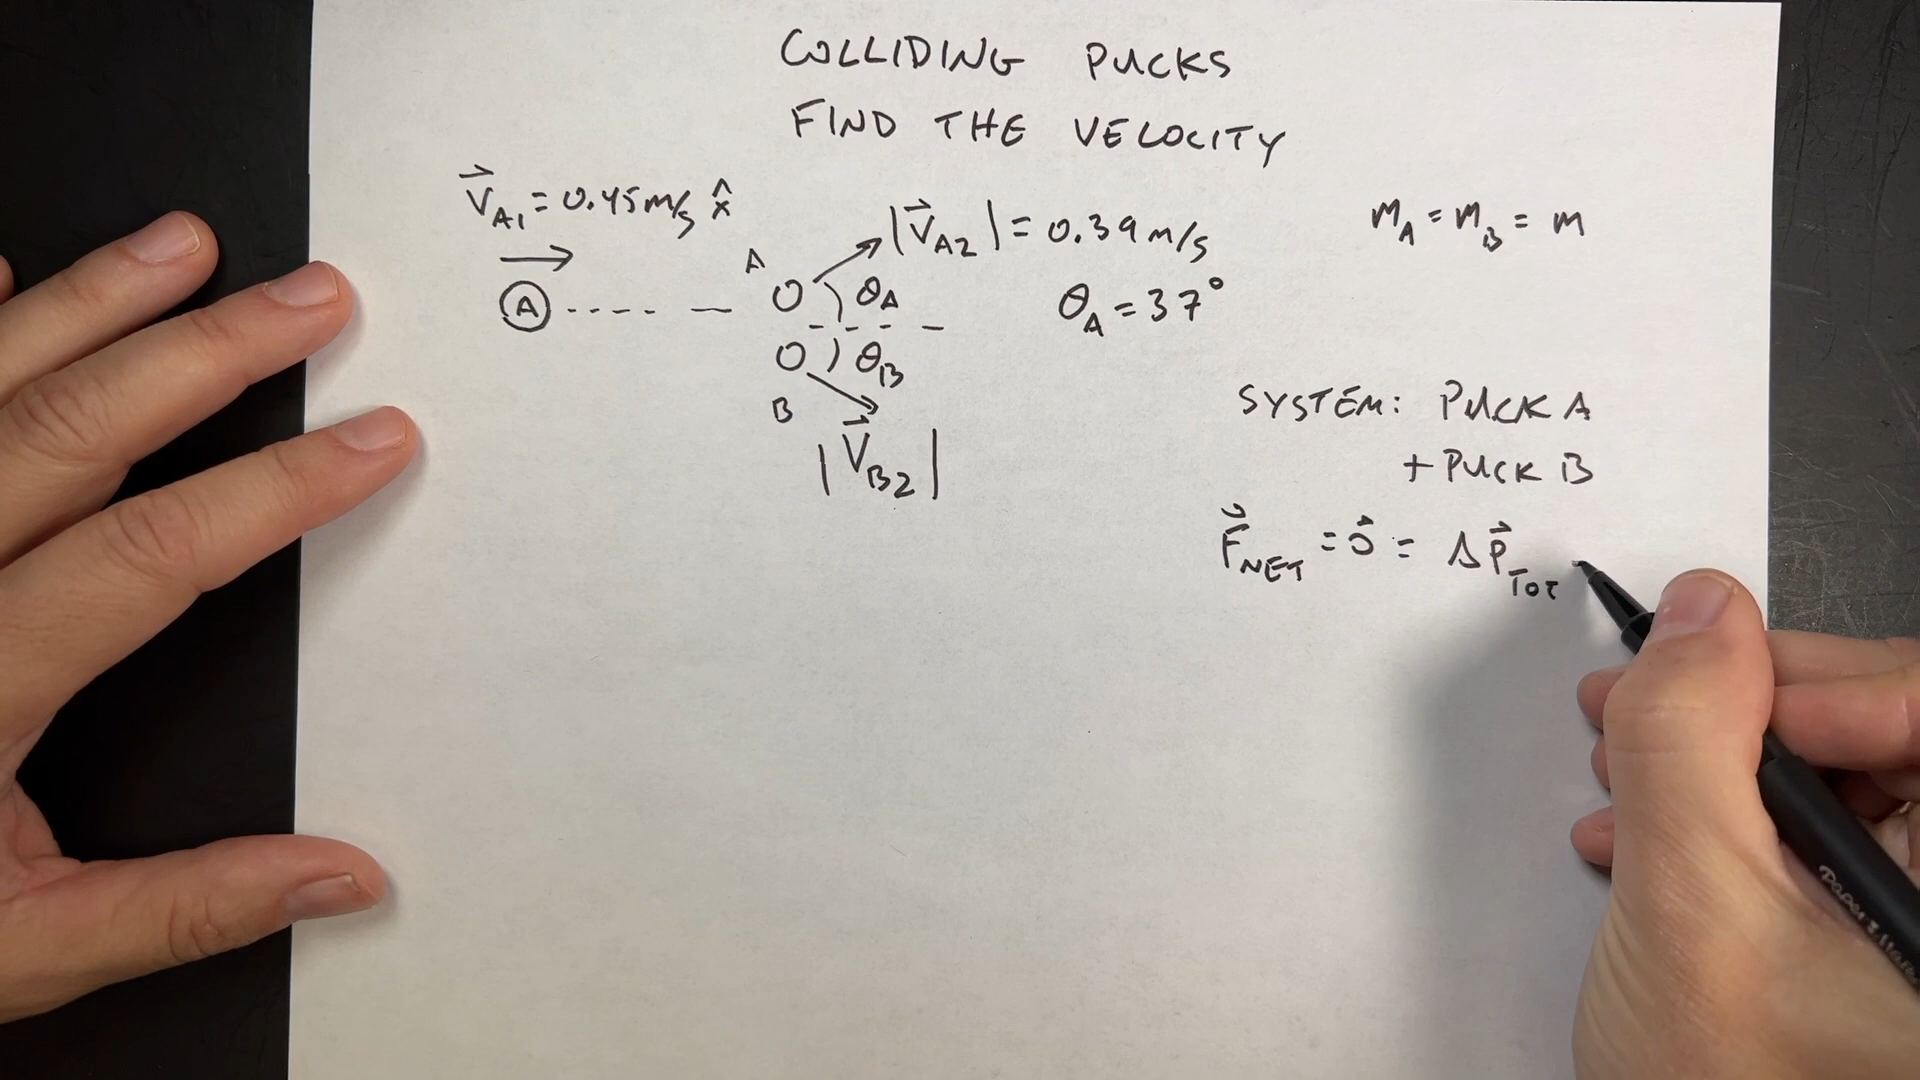 COLLIDING PUCKS
FIND THE VELOCITY
V⃗A1 = 0.45 m/s x̂
|V⃗A2| = 0.39 m/s
mA = mB = m
A
A
θA
θA = 37°
θB
B
|V⃗B2|
SYSTEM: PUCK A
+ PUCK B
F⃗NET = 0⃗ = Δp⃗TOT